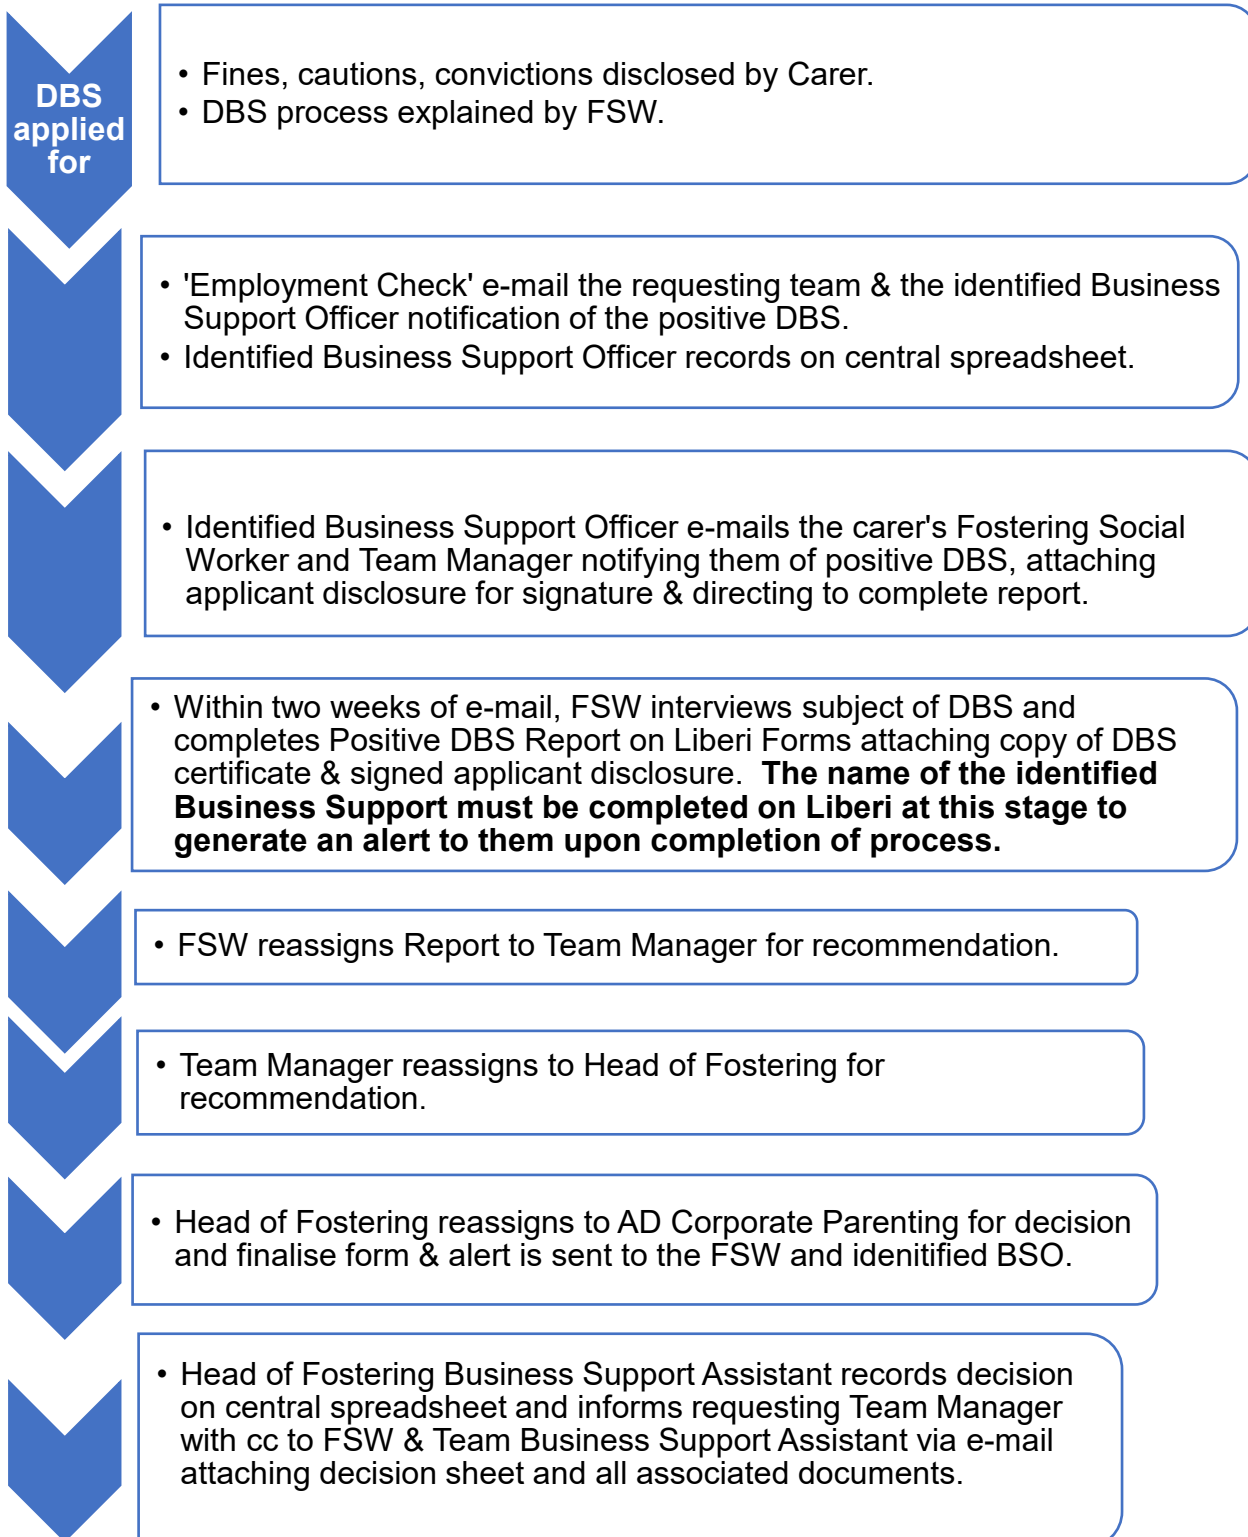 DBS
applied
for
• Fines, cautions, convictions disclosed by Carer.
• DBS process explained by FSW.
• 'Employment Check' e-mail the requesting team & the identified Business
Support Officer notification of the positive DBS.
• Identified Business Support Officer records on central spreadsheet.
• Identified Business Support Officer e-mails the carer's Fostering Social
Worker and Team Manager notifying them of positive DBS, attaching
applicant disclosure for signature & directing to complete report.
• Within two weeks of e-mail, FSW interviews subject of DBS and
completes Positive DBS Report on Liberi Forms attaching copy of DBS
certificate & signed applicant disclosure. The name of the identified
Business Support must be completed on Liberi at this stage to
generate an alert to them upon completion of process.
• FSW reassigns Report to Team Manager for recommendation.
• Team Manager reassigns to Head of Fostering for
recommendation.
• Head of Fostering reassigns to AD Corporate Parenting for decision
and finalise form & alert is sent to the FSW and idenitified BSO.
• Head of Fostering Business Support Assistant records decision
on central spreadsheet and informs requesting Team Manager
with cc to FSW & Team Business Support Assistant via e-mail
attaching decision sheet and all associated documents.